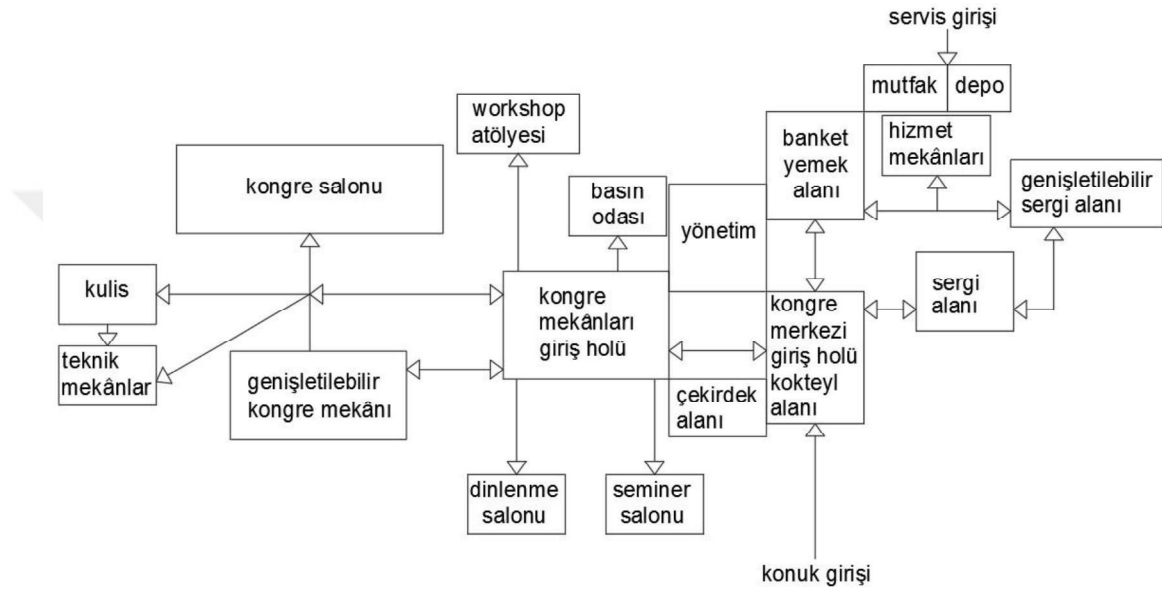 servis girişi
mutfak
depo
workshop
atölyesi
banket
yemek
alanı
hizmet
mekânları
kongre salonu
basın
odası
genişletilebilir
sergi alanı
yönetim
kulis
kongre
mekânları
giriş holü
kongre
merkezi
giriş holü
kokteyl
alanı
sergi
alanı
teknik
mekânlar
genişletilebilir
kongre mekânı
çekirdek
alanı
dinlenme
salonu
seminer
salonu
konuk girişi